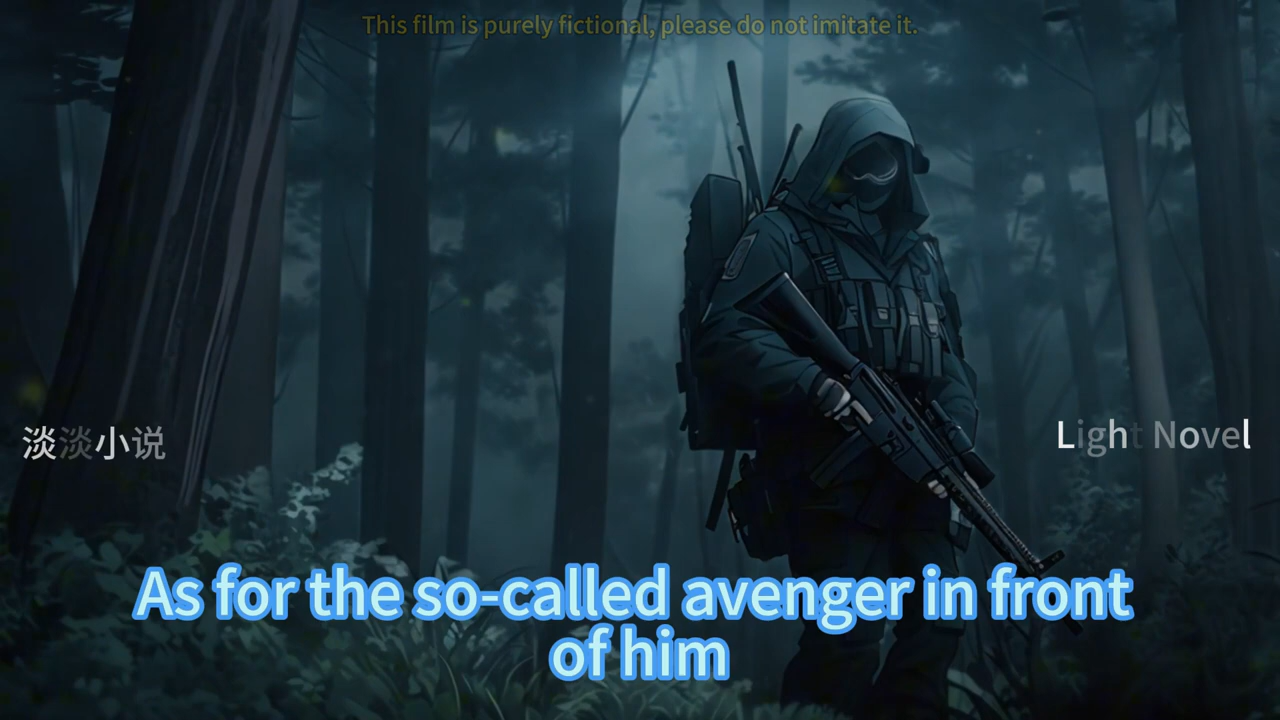 This film is purely fictional, please do not imitate it.
淡淡小说
Light Novel
As for the so-called avenger in front
of him